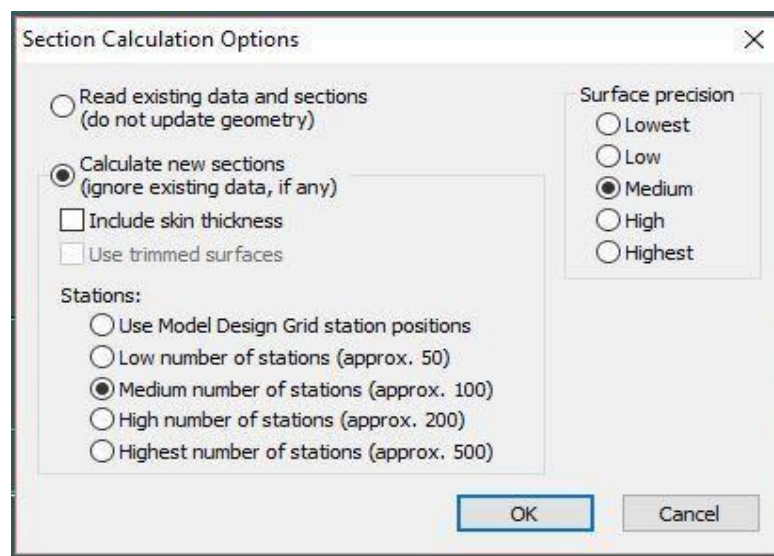 Section Calculation Options
Read existing data and sections
(do not update geometry)
Calculate new sections
(ignore existing data, if any)
Include skin thickness
Use trimmed surfaces
Stations:
Use Model Design Grid station positions
Low number of stations (approx. 50)
Medium number of stations (approx. 100)
High number of stations (approx. 200)
Highest number of stations (approx. 500)
Surface precision
Lowest
Low
Medium
High
Highest
OK
Cancel